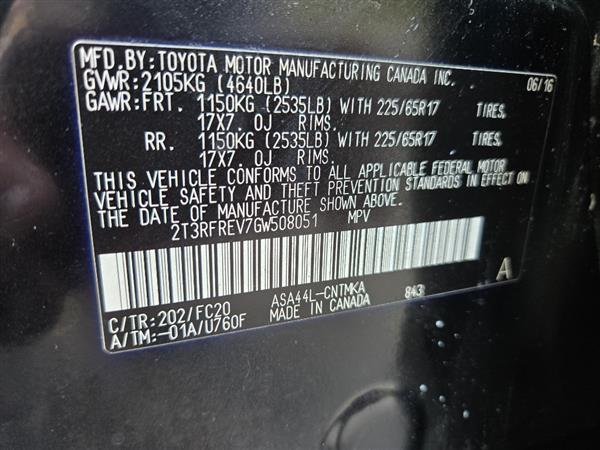 MFD.BY:TOYOTA MOTOR MANUFACTURING CANADA INC.
GVWR:2105KG (4640LB) 06/16
GAWR:FRT. 1150KG (2535LB) WITH 225/65R17 TIRES.
17X7.0J RIMS.
RR. 1150KG (2535LB) WITH 225/65R17 TIRES.
17X7.0J RIMS.
THIS VEHICLE CONFORMS TO ALL APPLICABLE FEDERAL MOTOR
VEHICLE SAFETY AND THEFT PREVENTION STANDARDS IN EFFECT ON
THE DATE OF MANUFACTURE SHOWN ABOVE.
2T3RFREV7GW508051 MPV
A
C/TR:202/FC20 ASA44L-CNTMKA 843
A/TM:-01A/U760F MADE IN CANADA